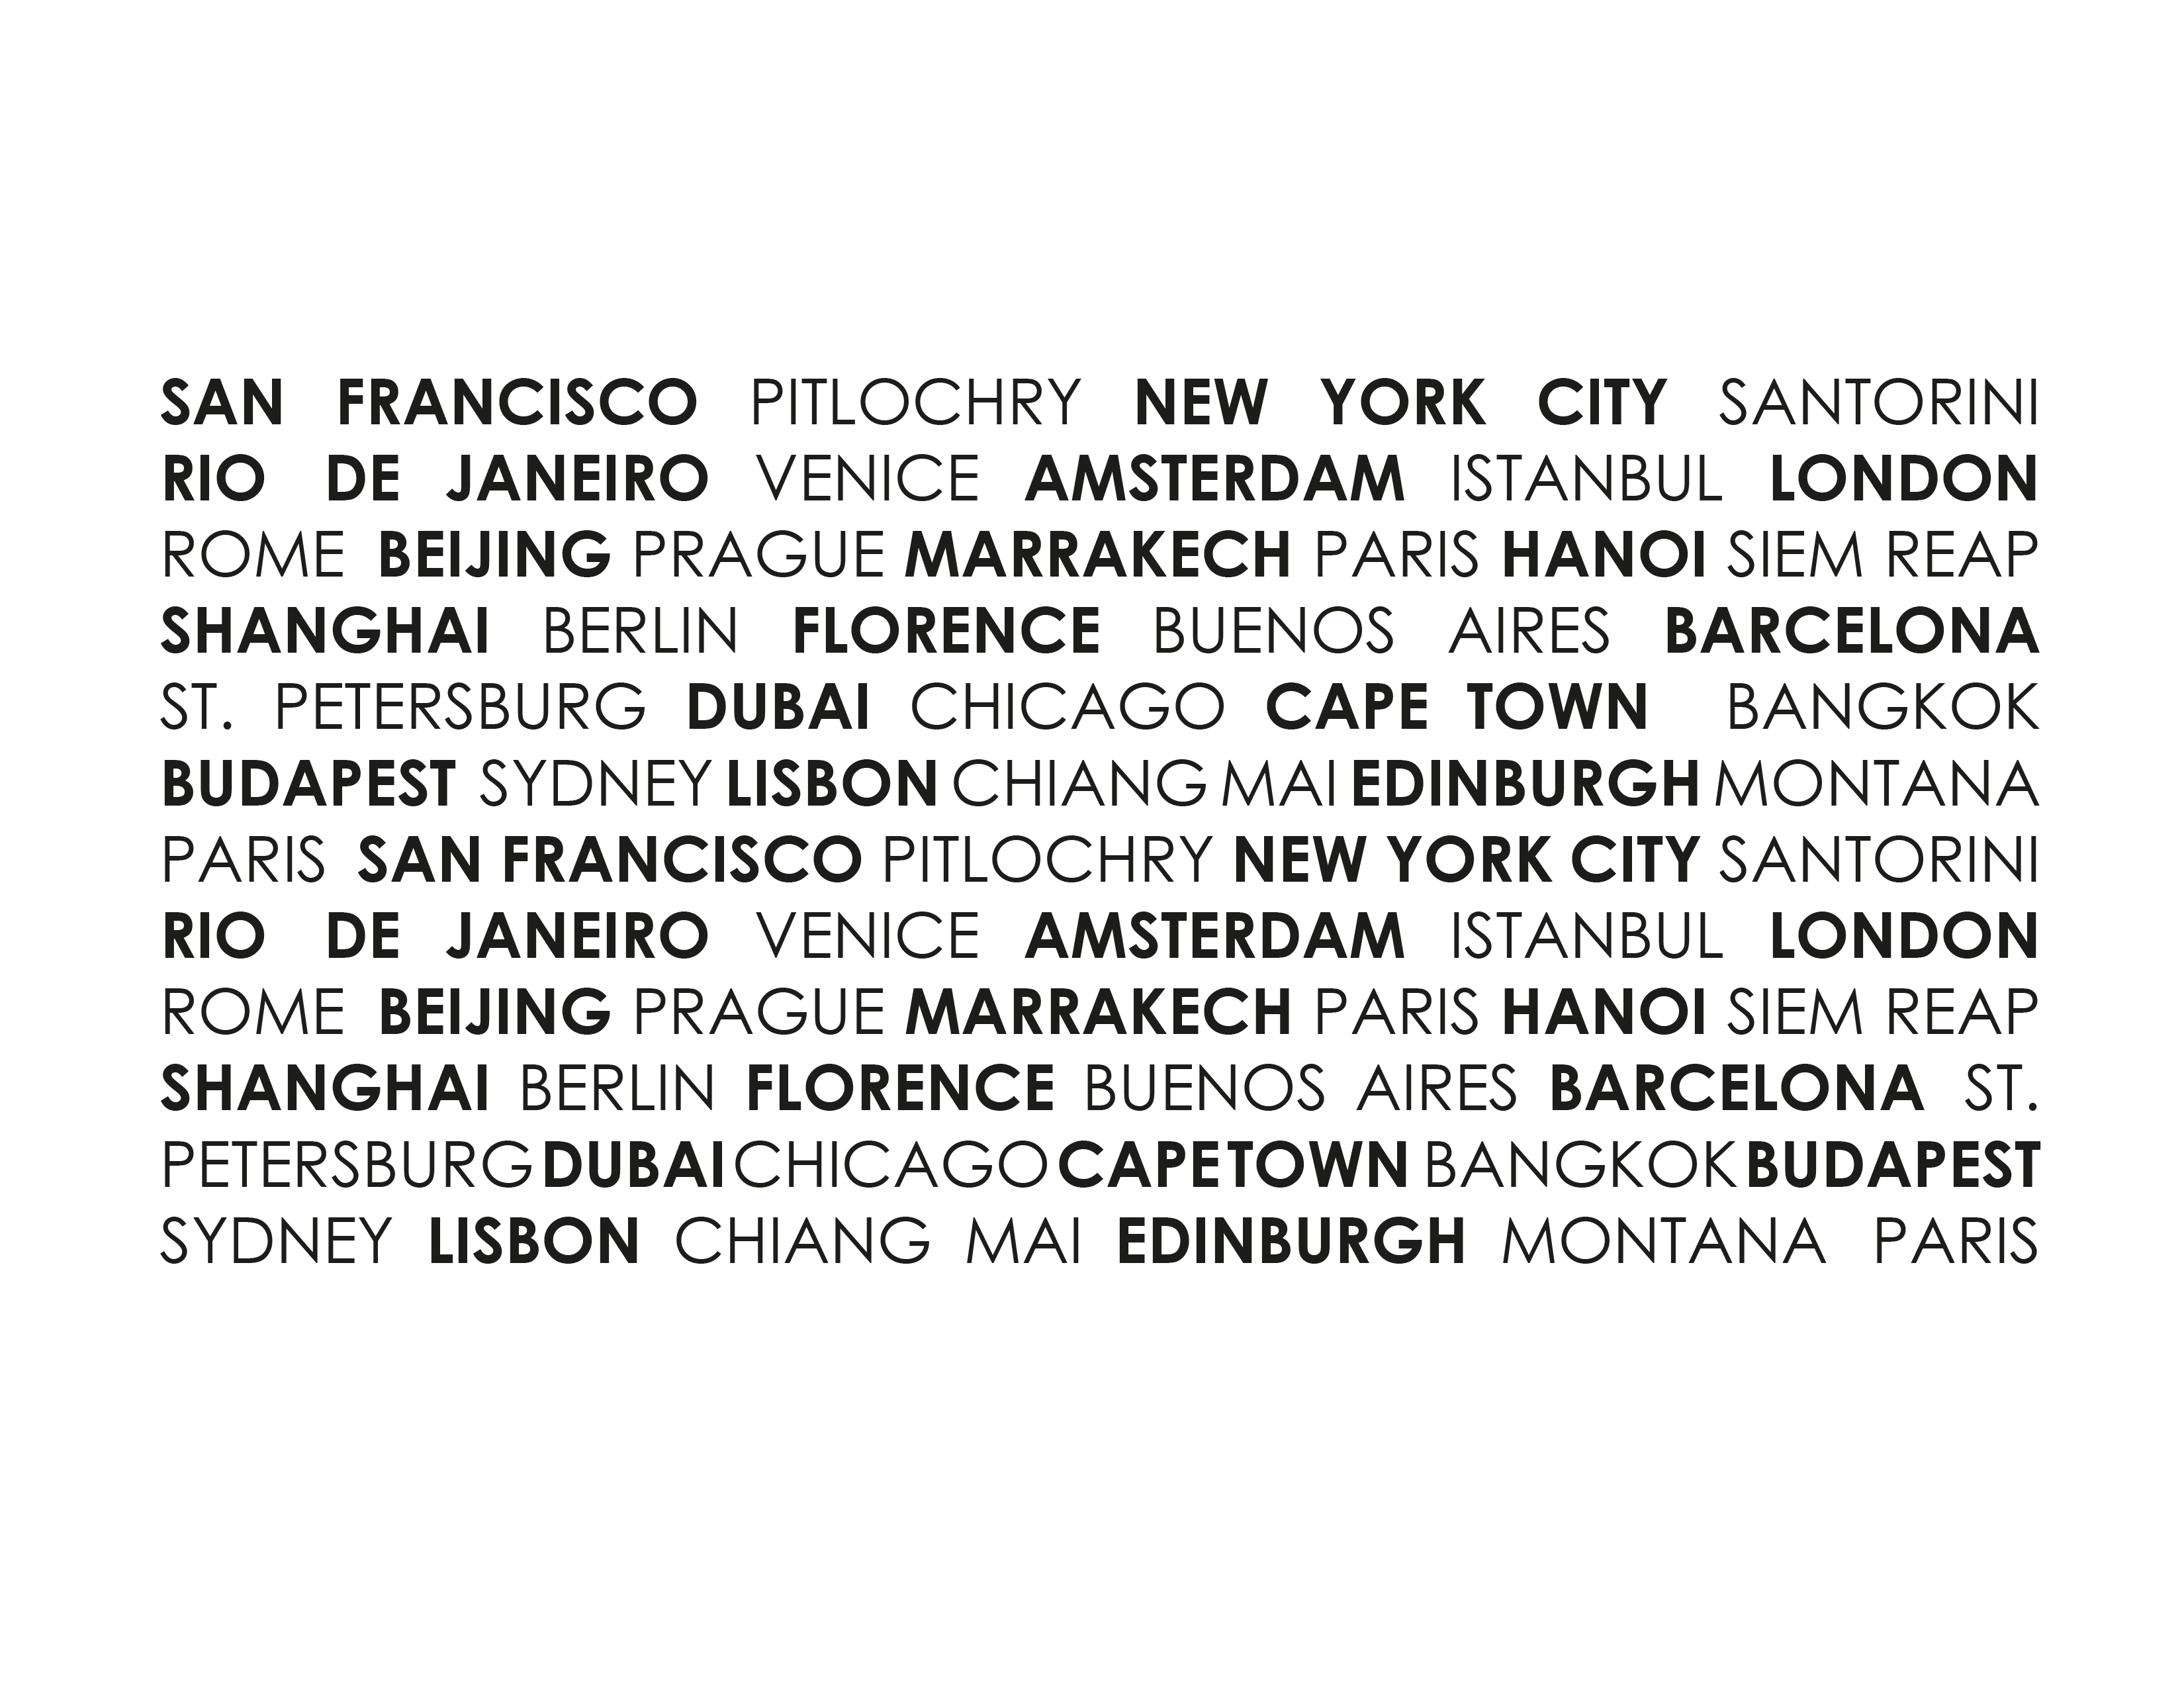 SAN FRANCISCO PITLOCHRY NEW YORK CITY SANTORINI
RIO DE JANEIRO VENICE AMSTERDAM ISTANBUL LONDON
ROME BEIJING PRAGUE MARRAKECH PARIS HANOI SIEM REAP
SHANGHAI BERLIN FLORENCE BUENOS AIRES BARCELONA
ST. PETERSBURG DUBAI CHICAGO CAPE TOWN BANGKOK
BUDAPEST SYDNEY LISBON CHIANG MAI EDINBURGH MONTANA
PARIS SAN FRANCISCO PITLOCHRY NEW YORK CITY SANTORINI
RIO DE JANEIRO VENICE AMSTERDAM ISTANBUL LONDON
ROME BEIJING PRAGUE MARRAKECH PARIS HANOI SIEM REAP
SHANGHAI BERLIN FLORENCE BUENOS AIRES BARCELONA ST.
PETERSBURG DUBAI CHICAGO CAPE TOWN BANGKOK BUDAPEST
SYDNEY LISBON CHIANG MAI EDINBURGH MONTANA PARIS